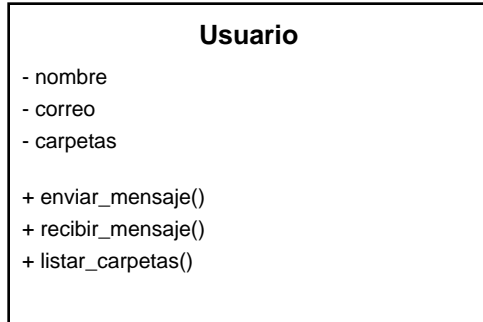 Usuario
- nombre
- correo
- carpetas
+ enviar_mensaje()
+ recibir_mensaje()
+ listar_carpetas()